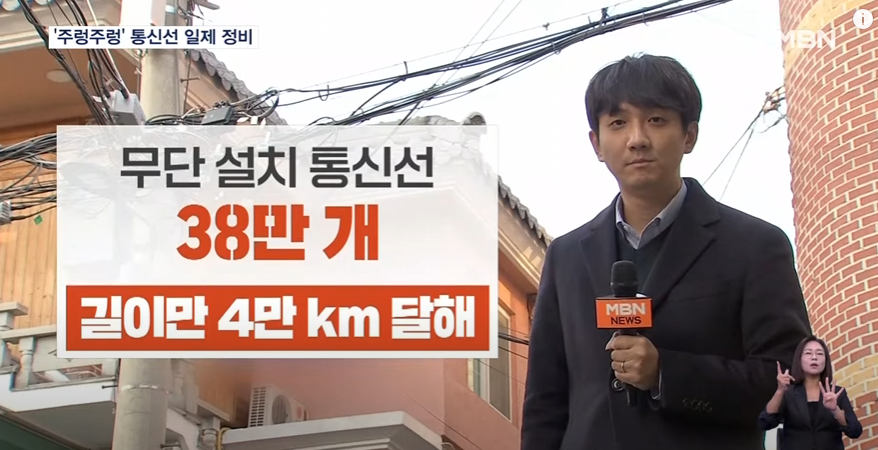 '주렁주렁' 통신선 일제 정비
MBN
무단 설치 통신선
38만 개
길이만 4만 km 달해
MBN
NEWS